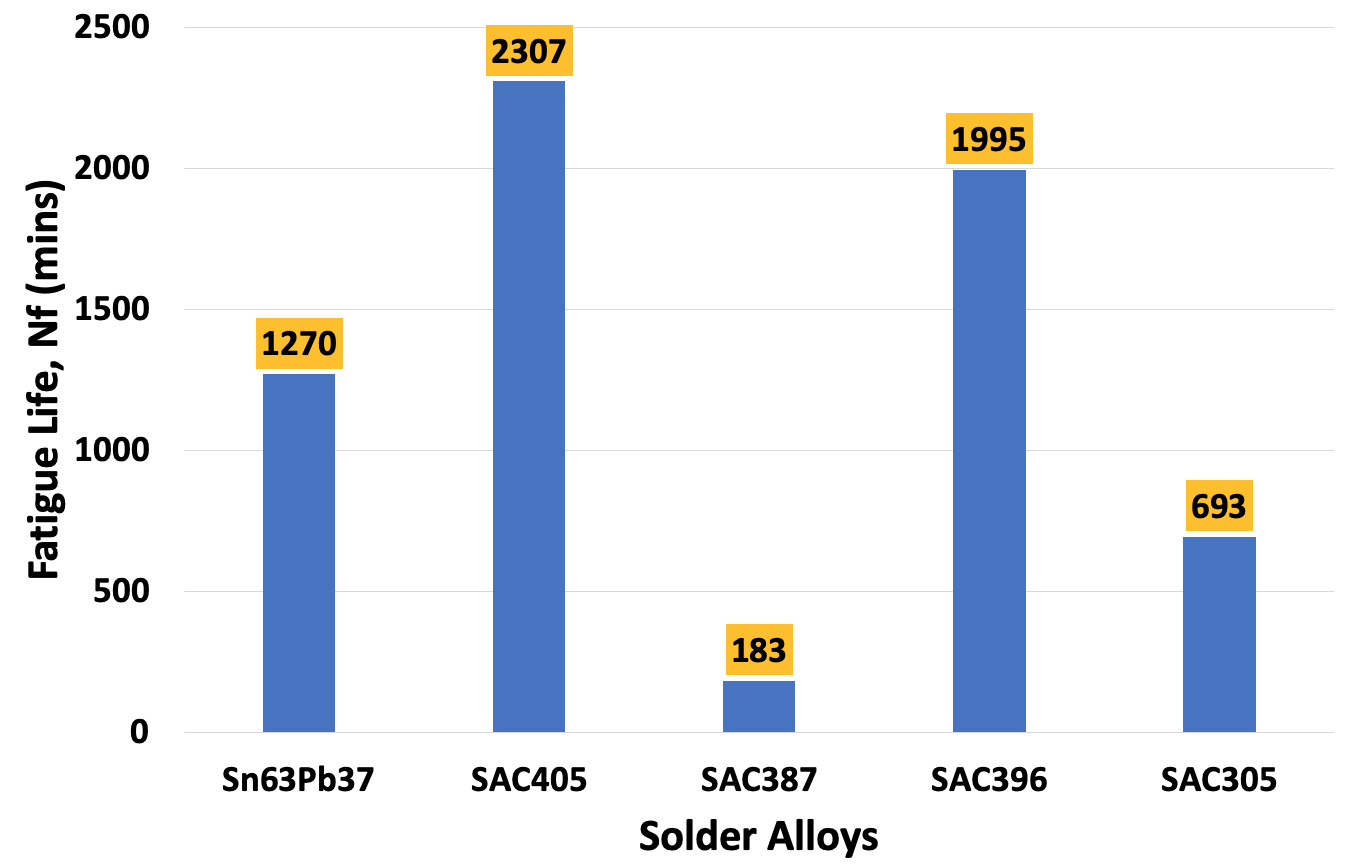 Fatigue Life, Nf (mins)
2500
2000
1500
1000
500
0
1270
2307
183
1995
693
Sn63Pb37
SAC405
SAC387
SAC396
SAC305
Solder Alloys